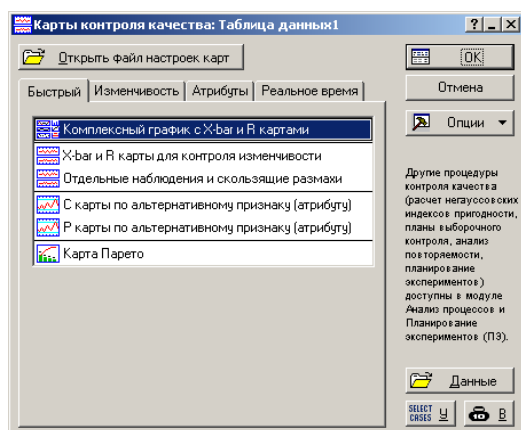 Карты контроля качества: Таблица данных1
Открыть файл настроек карт
OK
Отмена
Опции
Быстрый Изменчивость Атрибуты Реальное время
Комплексный график с X-bar и R картами
X-bar и R карты для контроля изменчивости
Отдельные наблюдения и скользящие размахи
С карты по альтернативному признаку (атрибуту)
Р карты по альтернативному признаку (атрибуту)
Карта Парето
Другие процедуры
контроля качества
(расчет негауссовских
индексов пригодности,
планы выборочного
контроля, анализ
повторяемости,
планирование
экспериментов)
доступны в модуле
Анализ процессов и
Планирование
экспериментов (ПЭ).
Данные
SELECT
CASES У В